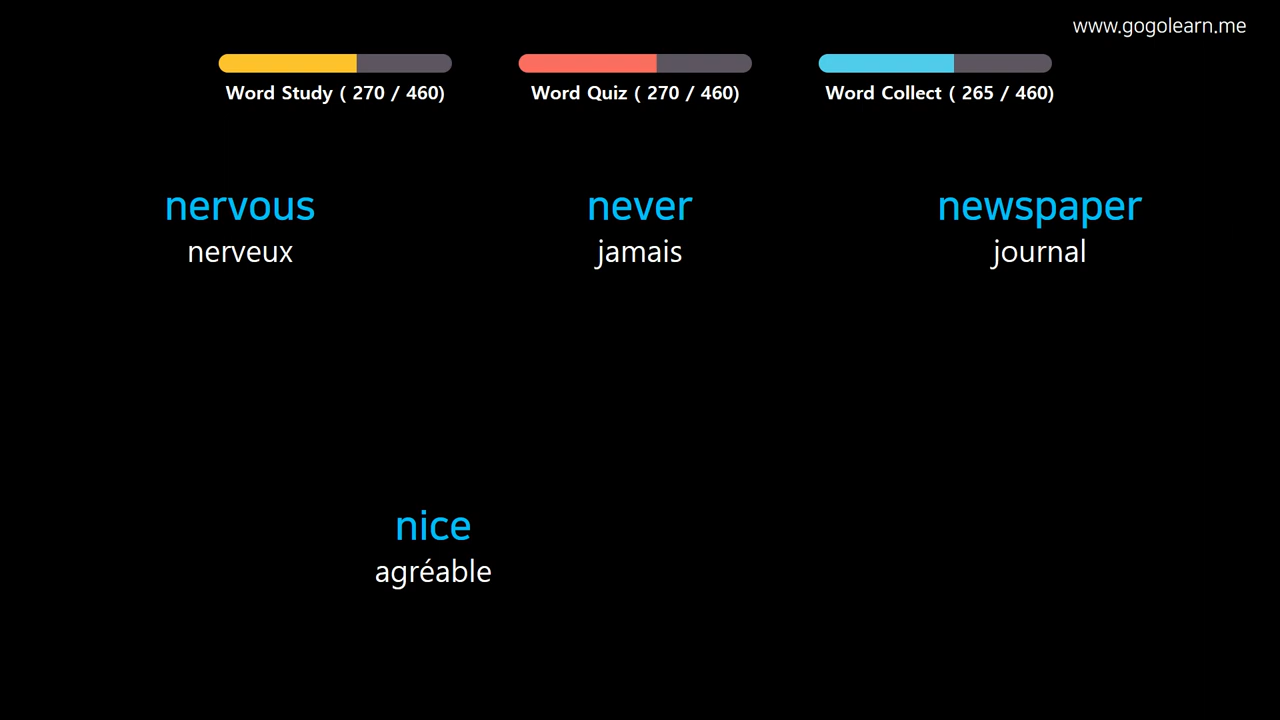 www.gogolearn.me
Word Study ( 270 / 460)
Word Quiz ( 270 / 460)
Word Collect ( 265 / 460)
nervous
nerveux
never
jamais
newspaper
journal
nice
agréable